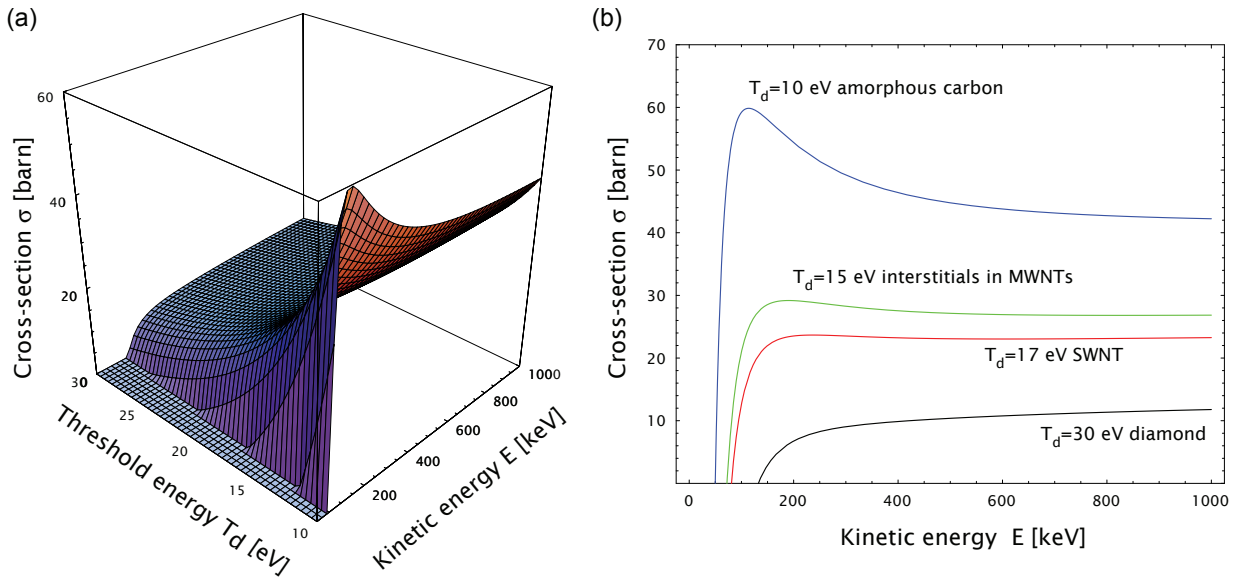 (a)
60
40
20
Cross-section σ [barn]
30
25
20
15
10
Threshold energy T_d [eV]
200
400
600
800
1000
Kinetic energy E [keV]
(b)
70
60
50
40
30
20
10
Cross-section σ [barn]
T_d=10 eV amorphous carbon
T_d=15 eV interstitials in MWNTs
T_d=17 eV SWNT
T_d=30 eV diamond
0 200 400 600 800 1000
Kinetic energy E [keV]